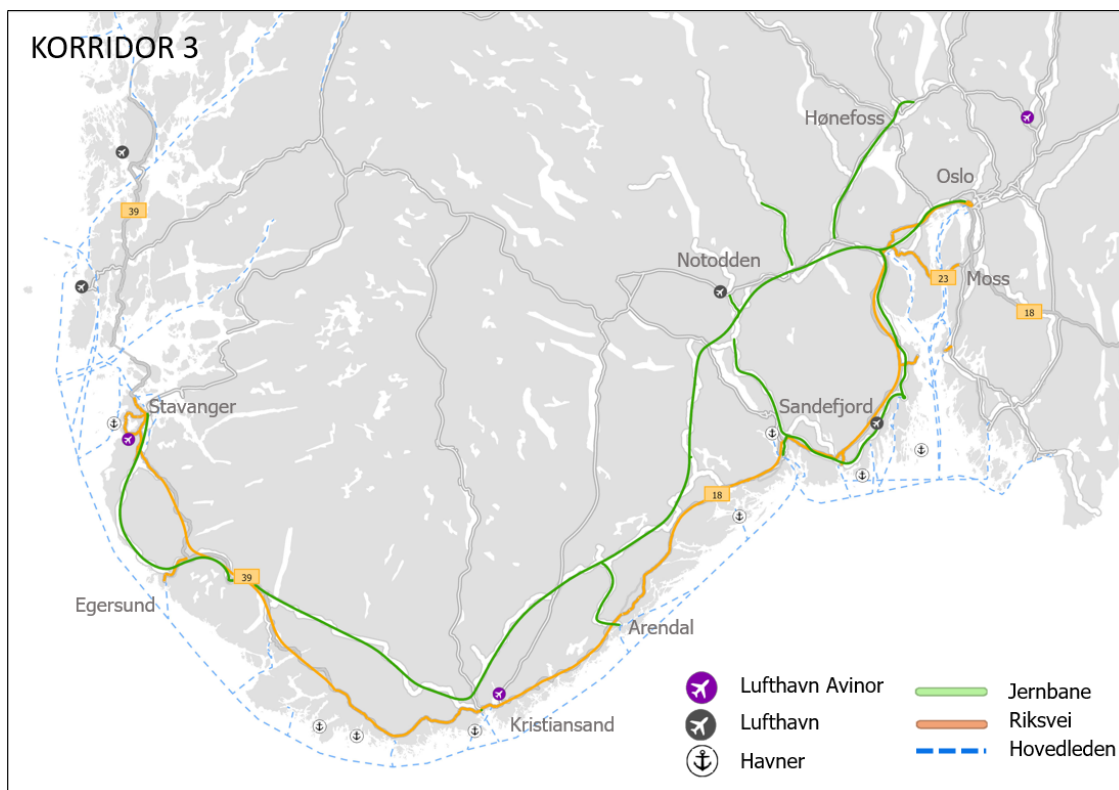 KORRIDOR 3
Hønefoss
Oslo
39
Notodden
23
Moss
18
Stavanger
Sandefjord
18
39
Egersund
Arendal
Kristiansand
Lufthavn Avinor
Lufthavn
Havner
Jernbane
Riksvei
Hovedleden